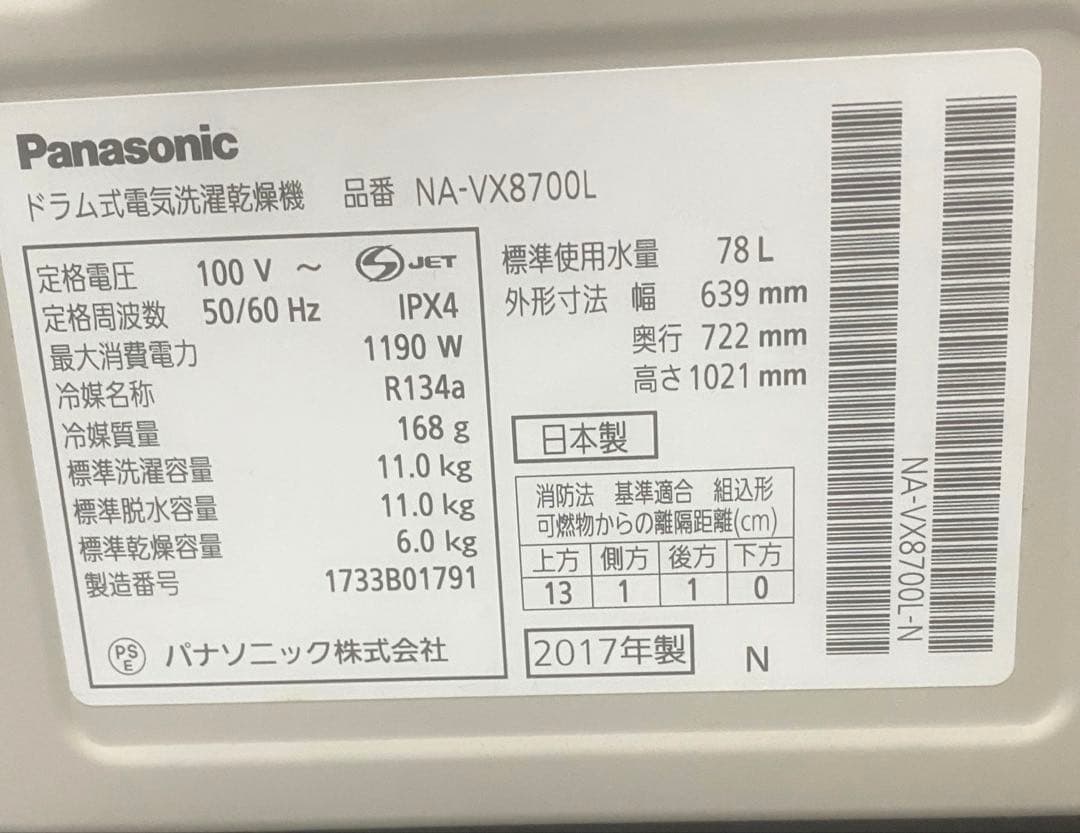 Panasonic
ドラム式電気洗濯乾燥機 品番 NA-VX8700L
定格電圧 100 V ～ JET
定格周波数 50/60 Hz IPX4
最大消費電力 1190 W
冷媒名称 R134a
冷媒質量 168 g
標準洗濯容量 11.0 kg
標準脱水容量 11.0 kg
標準乾燥容量 6.0 kg
製造番号 1733B01791
PS
E
パナソニック株式会社
標準使用水量 78 L
外形寸法 幅 639 mm
奥行 722 mm
高さ 1021 mm
日本製
消防法 基準適合 組込形
可燃物からの離隔距離(cm)
上方 側方 後方 下方
13 1 1 0
2017年製 N
NA-VX8700L-N